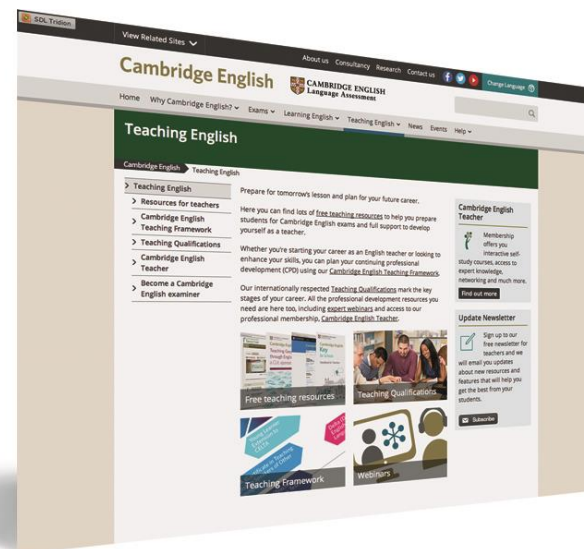 SDL Tridion
View Related Sites
About us Consultancy Research Contact us
Change Language
Cambridge English
CAMBRIDGE ENGLISH
Language Assessment
Home Why Cambridge English? Exams Learning English Teaching English News Events Help
Teaching English
Cambridge English Teaching English
Teaching English
Resources for teachers
Cambridge English
Teaching Framework
Teaching Qualifications
Cambridge English
Teacher
Become a Cambridge
English examiner
Prepare for tomorrow's lesson and plan for your future career.
Here you can find lots of free teaching resources to help you prepare
students for Cambridge English exams and full support to develop
yourself as a teacher.
Whether you're starting your career as an English teacher or looking to
enhance your skills, you can plan your continuing professional
development (CPD) using our Cambridge English Teaching Framework.
Our internationally respected Teaching Qualifications mark the key
stages of your career. All the professional development resources you
need are here too, including expert webinars and access to our
professional membership, Cambridge English Teacher.
Free teaching resources
Teaching Qualifications
Teaching Framework
Webinars
Cambridge English
Teacher
Membership
offers you
interactive self-
study courses, access to
expert knowledge,
networking and much more.
Find out more
Update Newsletter
Sign up to our
free newsletter for
teachers and we
will email you updates
about new resources and
features that will help you
get the best from your
students.
Subscribe